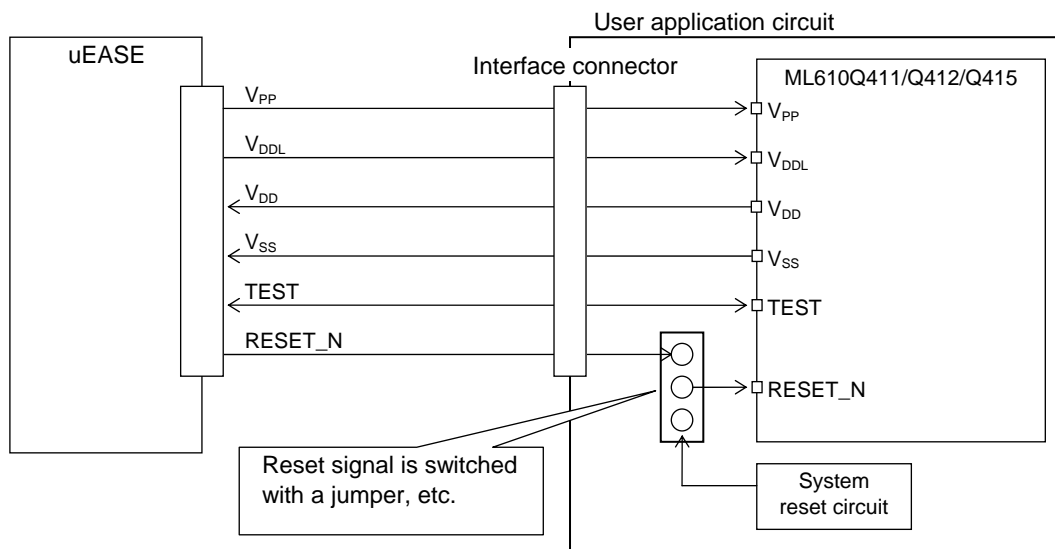 User application circuit
uEASE
Interface connector
ML610Q411/Q412/Q415
VPP
VPP
VDDL
VDDL
VDD
VDD
VSS
VSS
TEST
TEST
RESET_N
RESET_N
Reset signal is switched
with a jumper, etc.
System
reset circuit